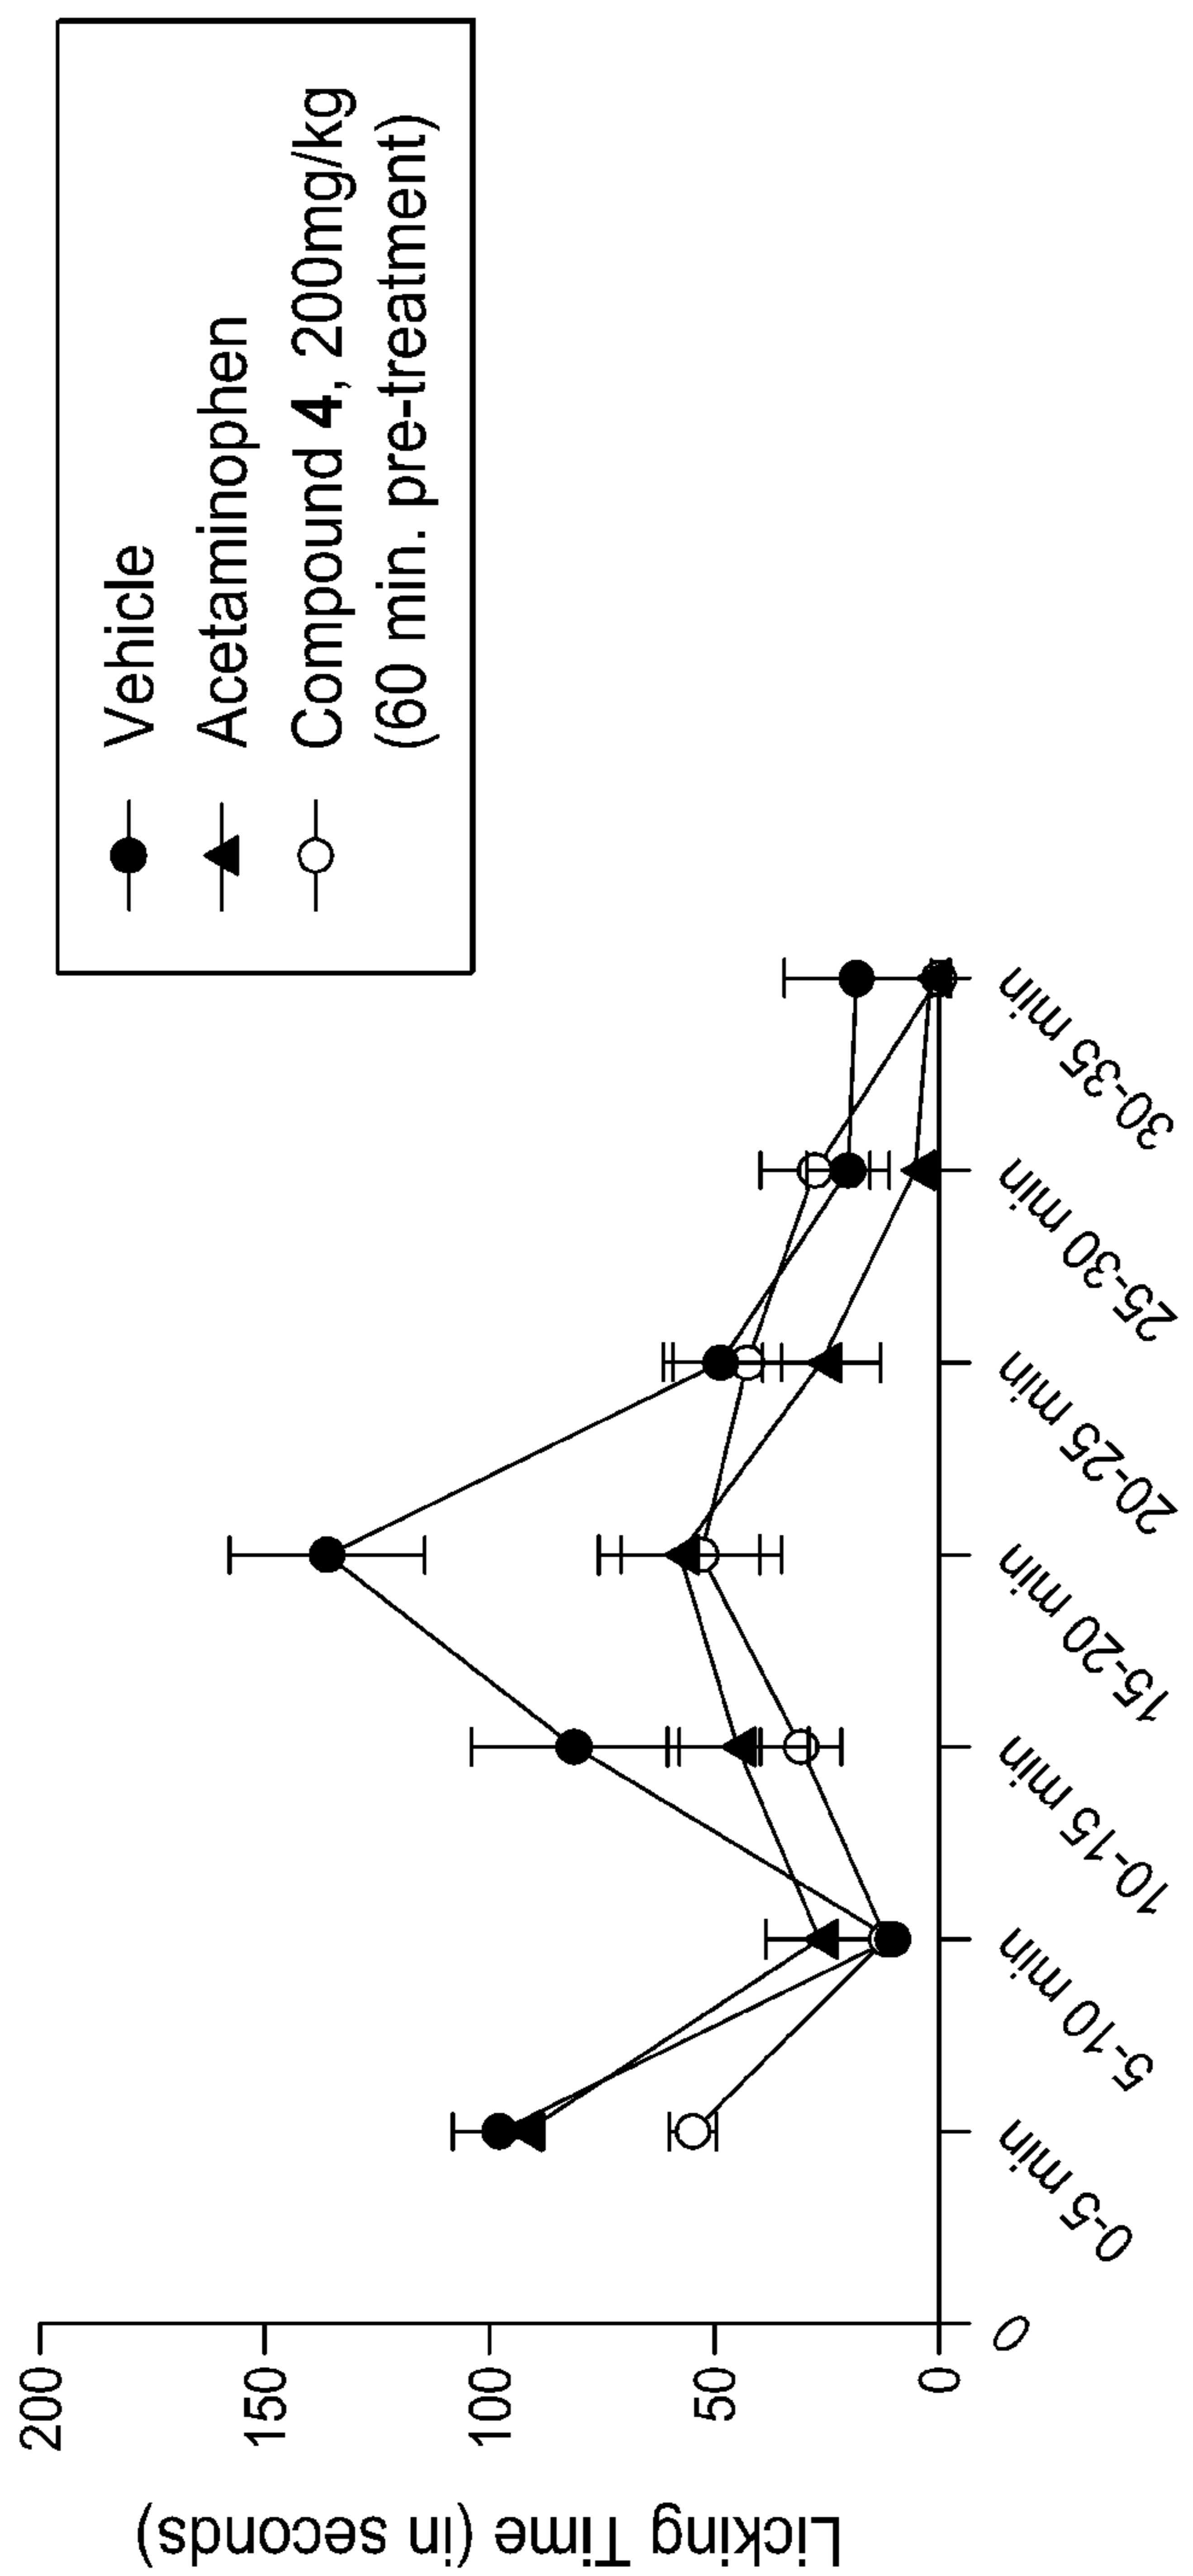 Vehicle
Acetaminophen
Compound 4, 200mg/kg
(60 min. pre-treatment)
Licking Time (in seconds)
200
150
100
50
0
0
0-5 min
5-10 min
10-15 min
15-20 min
20-25 min
25-30 min
30-35 min